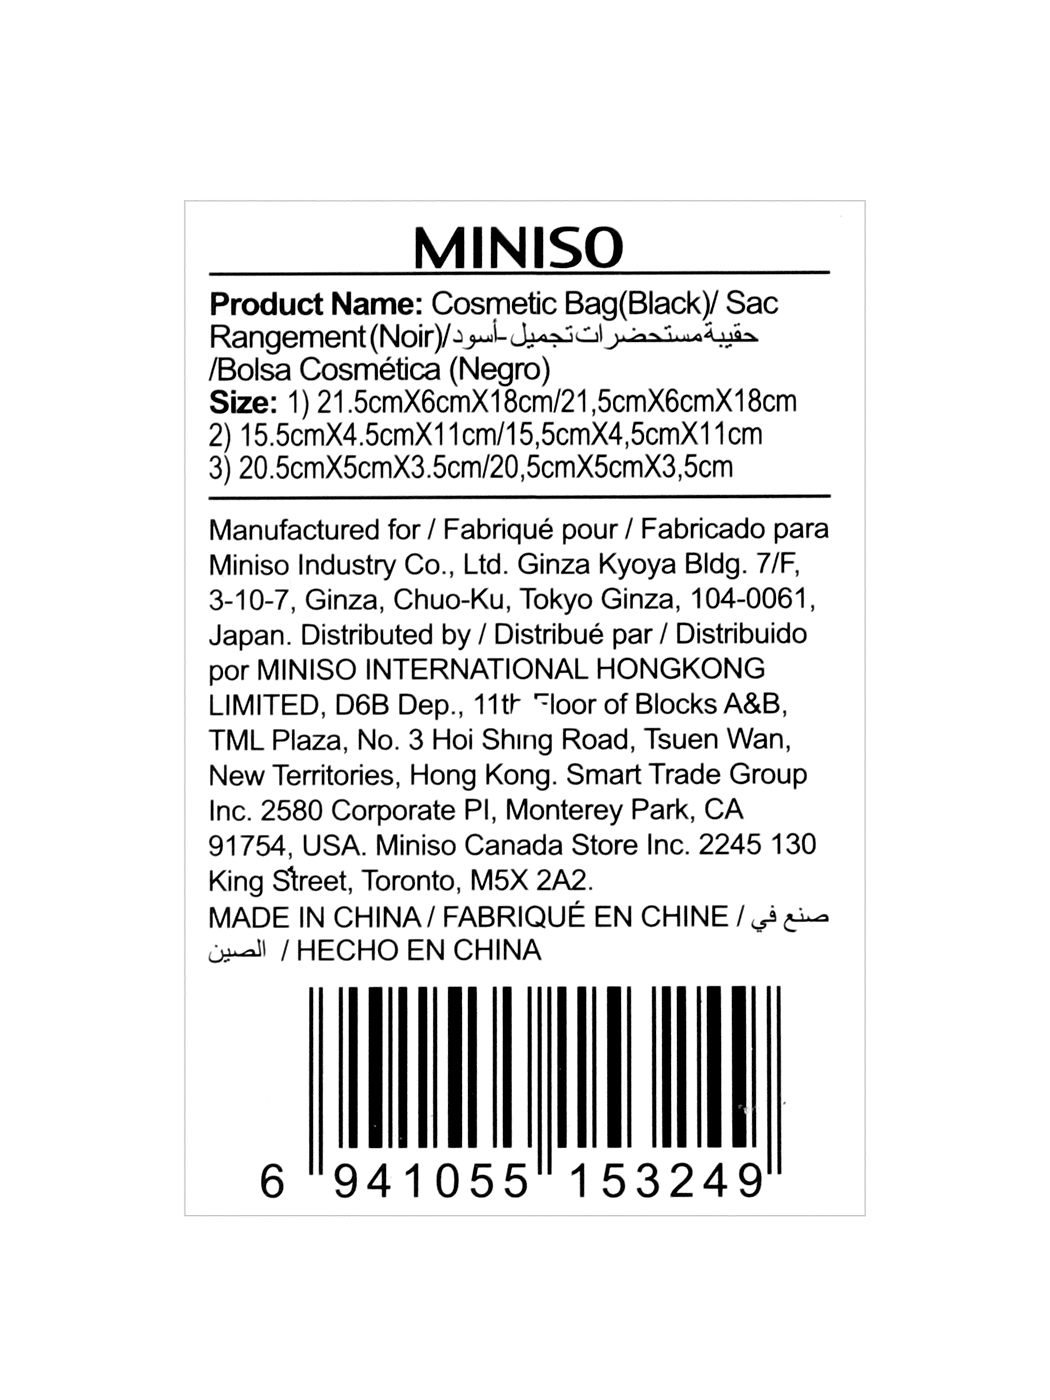 MINISO
Product Name: Cosmetic Bag(Black)/ Sac
Rangement(Noir)/حقيبة مستحضرات تجميل-أسود
/Bolsa Cosmética (Negro)
Size: 1) 21.5cmX6cmX18cm/21,5cmX6cmX18cm
2) 15.5cmX4.5cmX11cm/15,5cmX4,5cmX11cm
3) 20.5cmX5cmX3.5cm/20,5cmX5cmX3,5cm
Manufactured for / Fabriqué pour / Fabricado para
Miniso Industry Co., Ltd. Ginza Kyoya Bldg. 7/F,
3-10-7, Ginza, Chuo-Ku, Tokyo Ginza, 104-0061,
Japan. Distributed by / Distribué par / Distribuido
por MINISO INTERNATIONAL HONGKONG
LIMITED, D6B Dep., 11th Floor of Blocks A&B,
TML Plaza, No. 3 Hoi Shing Road, Tsuen Wan,
New Territories, Hong Kong. Smart Trade Group
Inc. 2580 Corporate Pl, Monterey Park, CA
91754, USA. Miniso Canada Store Inc. 2245 130
King Street, Toronto, M5X 2A2.
MADE IN CHINA / FABRIQUÉ EN CHINE / صنع في
الصين / HECHO EN CHINA
6 941055 153249